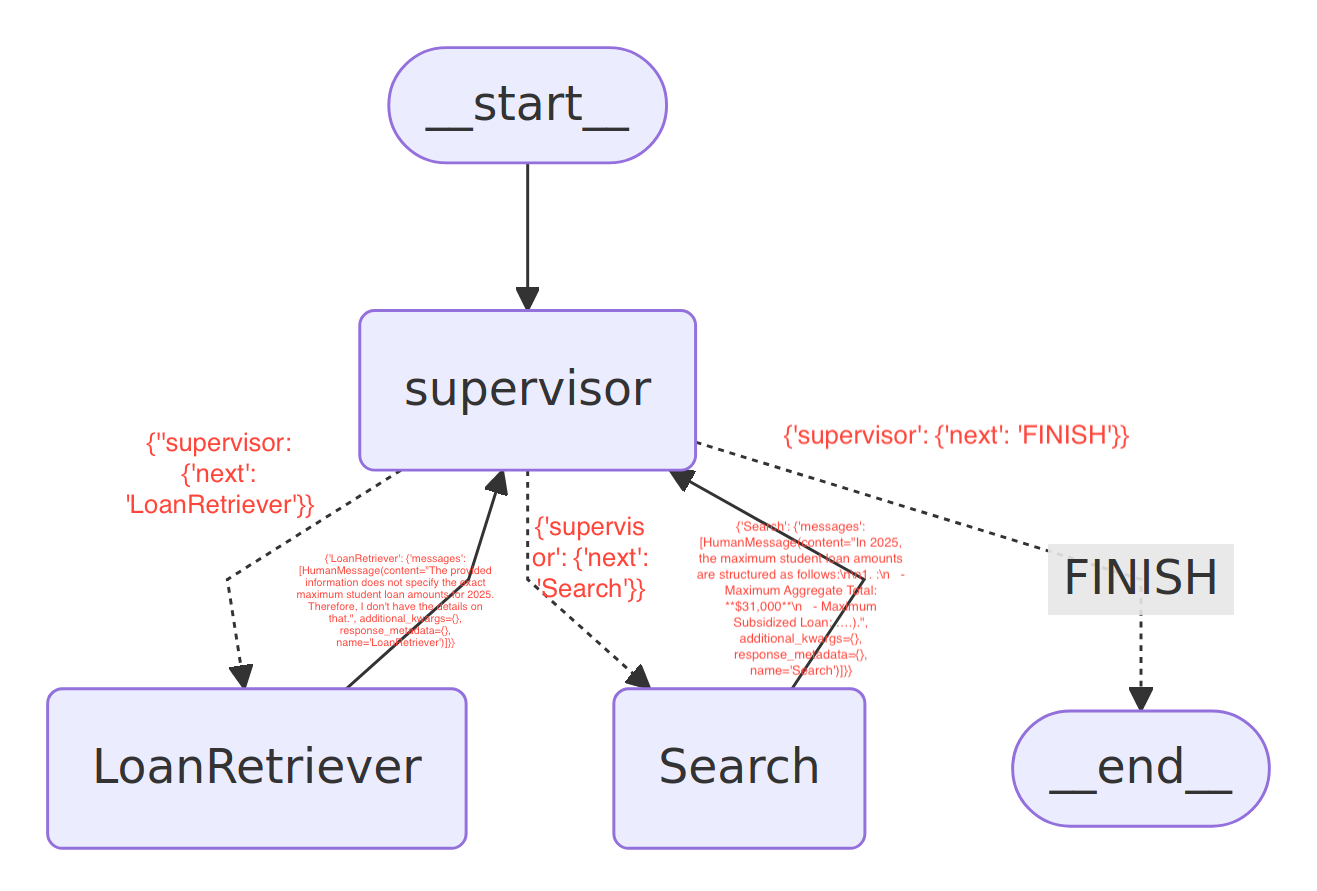 __start__
supervisor
{'supervisor': {'next': 'FINISH'}}
{''supervisor:
{'next':
'LoanRetriever'}}
{'supervis
or': {'next':
'Search'}}
{'Search': {'messages':
[HumanMessage(content="In 2025,
the maximum student loan amounts
are structured as follows:\n\n1. :\n   -
Maximum Aggregate Total:
**$31,000**\n   - Maximum
Subsidized Loan: ....).",
additional_kwargs={},
response_metadata={},
name='Search')]}}
{'LoanRetriever': {'messages':
[HumanMessage(content="The provided
information does not specify the exact
maximum student loan amounts for 2025.
Therefore, I don't have the details on
that.", additional_kwargs={},
response_metadata={},
name='LoanRetriever')]}}
FINISH
LoanRetriever
Search
__end__